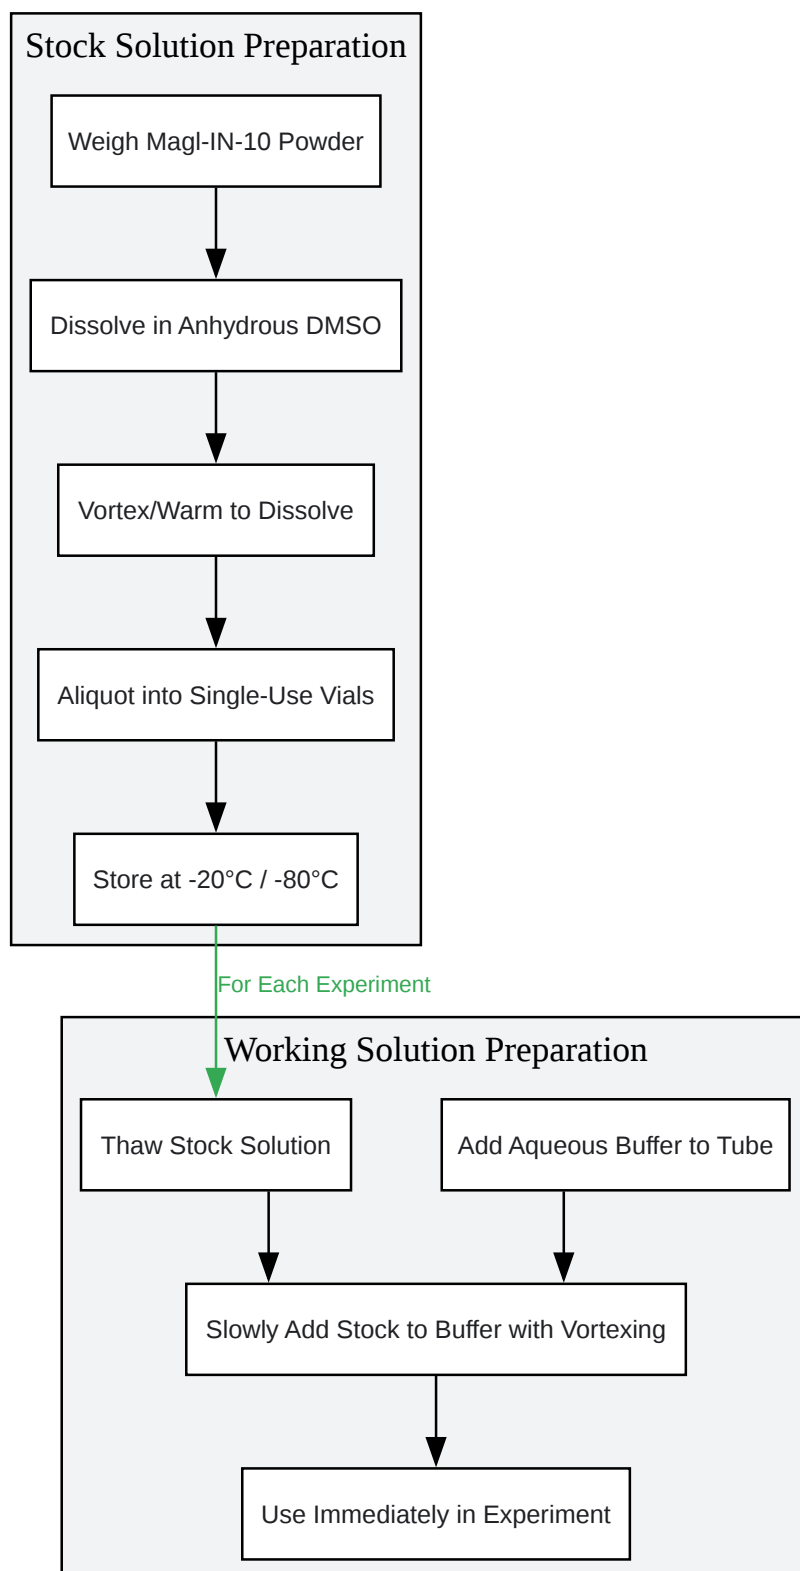 Stock Solution Preparation
Weigh Magl-IN-10 Powder
Dissolve in Anhydrous DMSO
Vortex/Warm to Dissolve
Aliquot into Single-Use Vials
Store at -20°C / -80°C
For Each Experiment
Working Solution Preparation
Thaw Stock Solution
Add Aqueous Buffer to Tube
Slowly Add Stock to Buffer with Vortexing
Use Immediately in Experiment